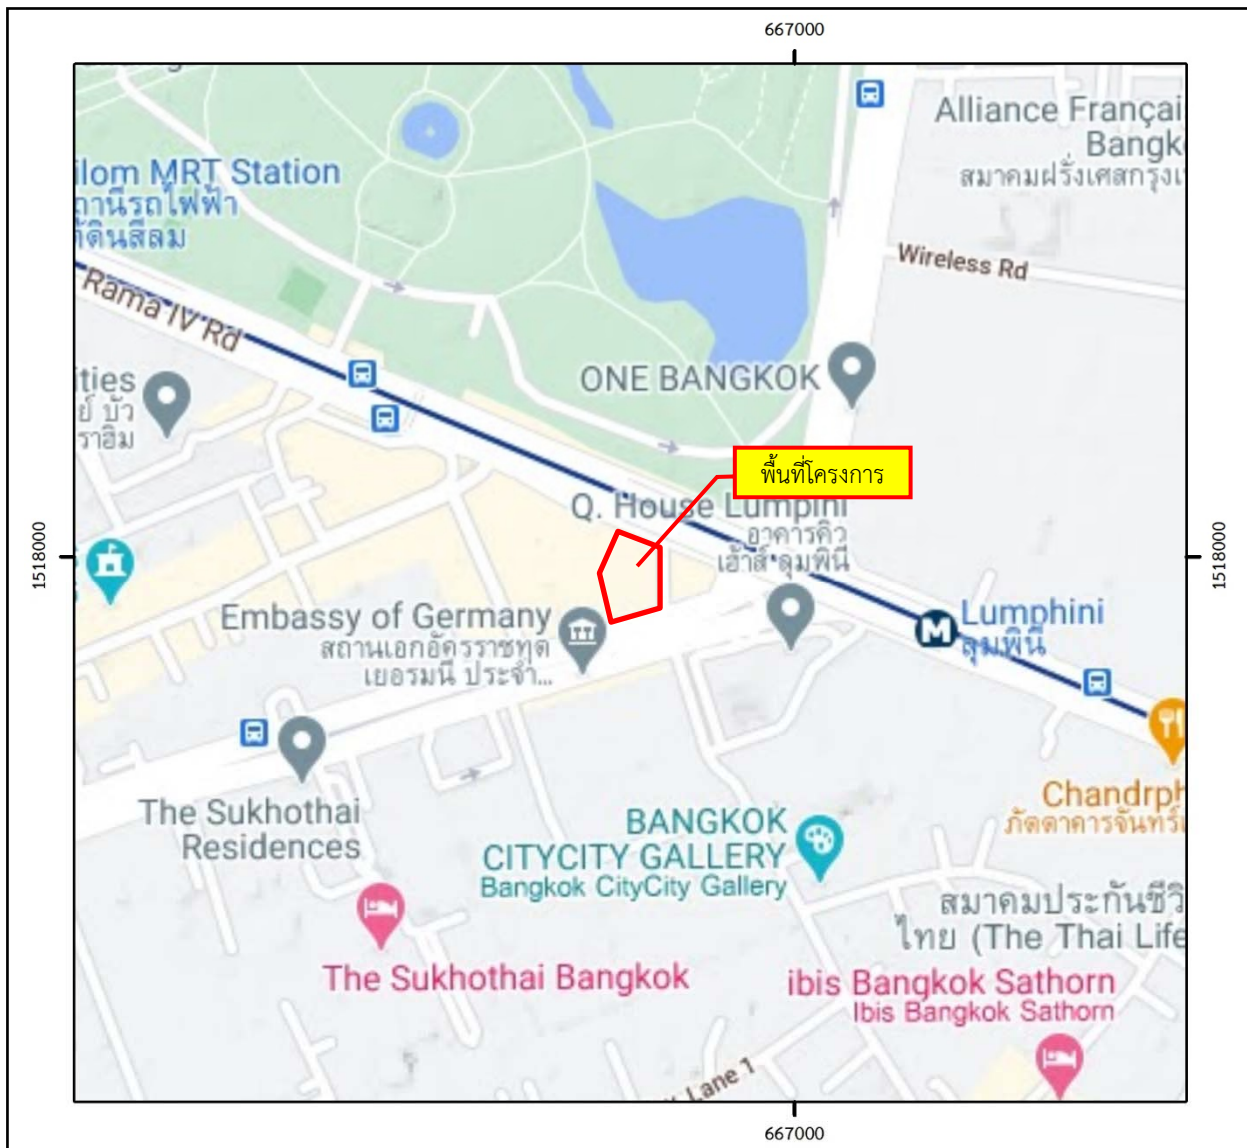 667000
Alliance Françai
Bangk
สมาคมฝรั่งเศสกรุงเ
ilom MRT Station
ถานีรถไฟฟ้า
ต้ดินสีลม
Wireless Rd
Rama IV Rd
ities
ย์ บัว
ราฮิม
ONE BANGKOK
พื้นที่โครงการ
Q. House Lumpini
อาคารคิว
เฮ้าส์ ลุมพินี
1518000
1518000
Embassy of Germany
สถานเอกอัครราชทูต
เยอรมนี ประจำ...
Lumphini
ลุมพินี
M
The Sukhothai
Residences
Chandrph
ภัตตาคารจันทร์เ
BANGKOK
CITYCITY GALLERY
Bangkok CityCity Gallery
สมาคมประกันชีวิ
ไทย (The Thai Life
The Sukhothai Bangkok
ibis Bangkok Sathorn
Ibis Bangkok Sathorn
Lane 1
667000